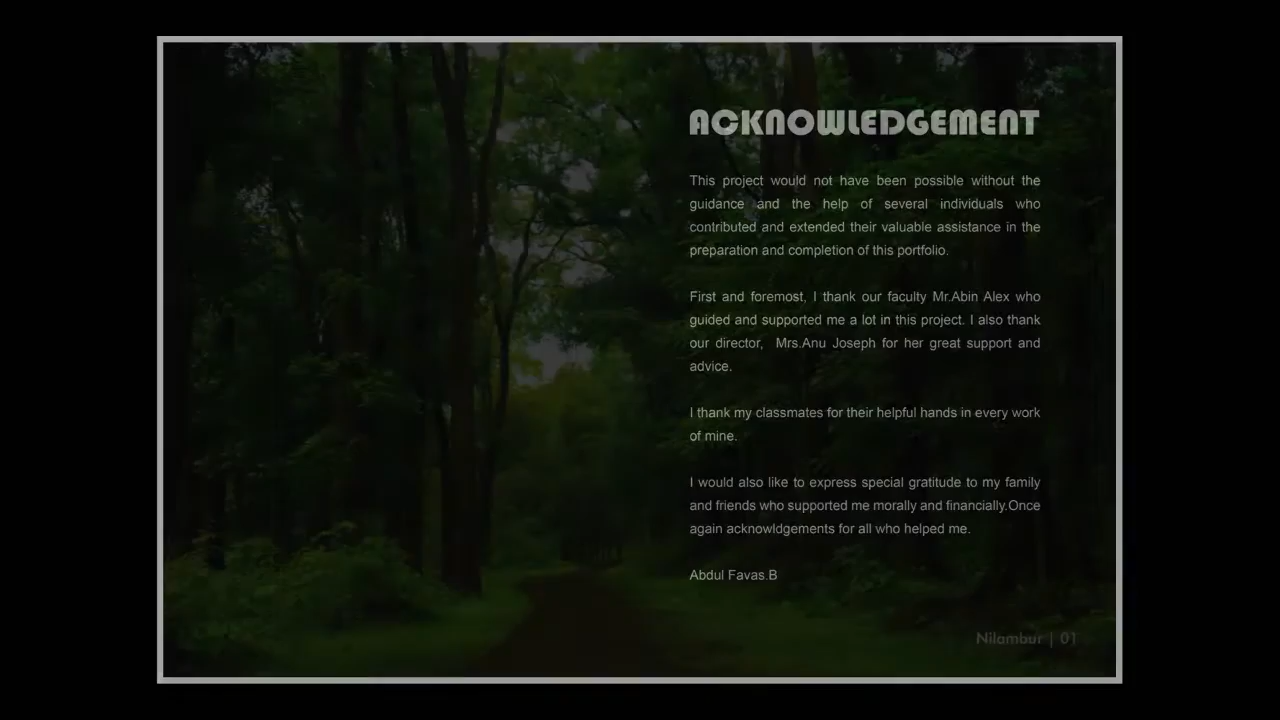 ACKNOWLEDGEMENT
This project would not have been possible without the
guidance and the help of several individuals who
contributed and extended their valuable assistance in the
preparation and completion of this portfolio.
First and foremost, I thank our faculty Mr.Abin Alex who
guided and supported me a lot in this project. I also thank
our director, Mrs.Anu Joseph for her great support and
advice.
I thank my classmates for their helpful hands in every work
of mine.
I would also like to express special gratitude to my family
and friends who supported me morally and financially.Once
again acknowldgements for all who helped me.
Abdul Favas.B
Nilambur | 01